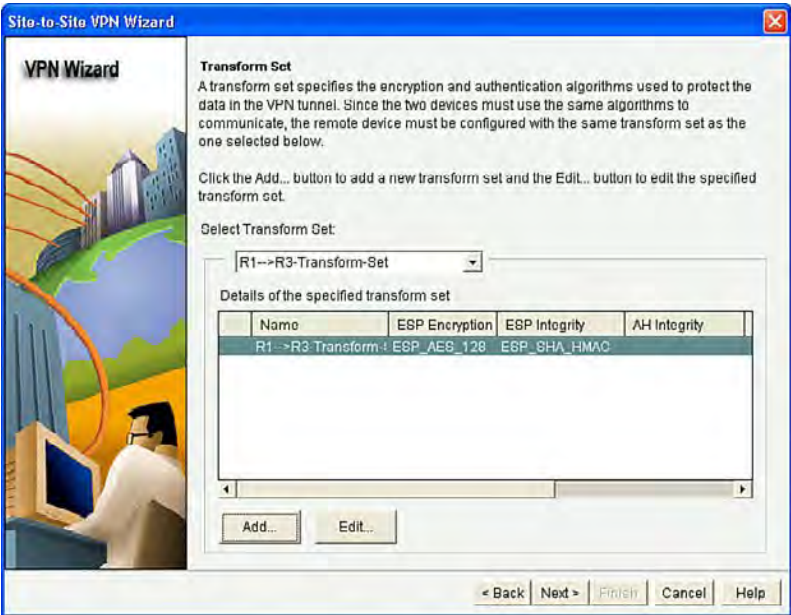 Site-to-Site VPN Wizard
VPN Wizard
Transform Set
A transform set specifies the encryption and authentication algorithms used to protect the
data in the VPN tunnel. Since the two devices must use the same algorithms to
communicate, the remote device must be configured with the same transform set as the
one selected below.
Click the Add... button to add a new transform set and the Edit... button to edit the specified
transform set.
Select Transform Set:
R1-->R3-Transform-Set
Details of the specified transform set
Name ESP Encryption ESP Integrity AH Integrity
R1-->R3-Transform-S ESP_AES_128 ESP_SHA_HMAC
Add... Edit...
< Back Next > Finish Cancel Help